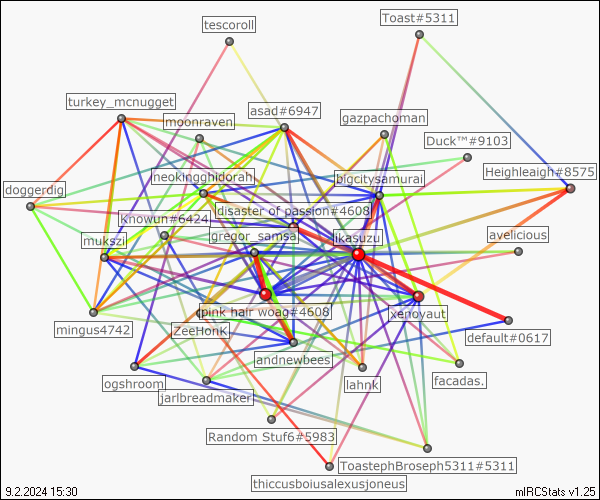 tescoroll
Toast#5311
turkey_mcnugget
moonraven
asad#6947
gazpachoman
Duck™#9103
neokingghidorah
bigcitysamurai
Heighleaigh#8575
doggerdig
knowun#6424
disaster of passion#4608
mukszi
gregor_samsa
likasuzu
avelicious
mingus4742
ZeeHonk
pink hair woag#4608
xenoyaut
default#0617
andnewbees
ogshroom
jarlbreadmaker
lahnk
facadas.
Random Stuf6#5983
ToastephBroseph5311#5311
thiccusboiusalexusjoneus
9.2.2024 15:30
mIRCStats v1.25